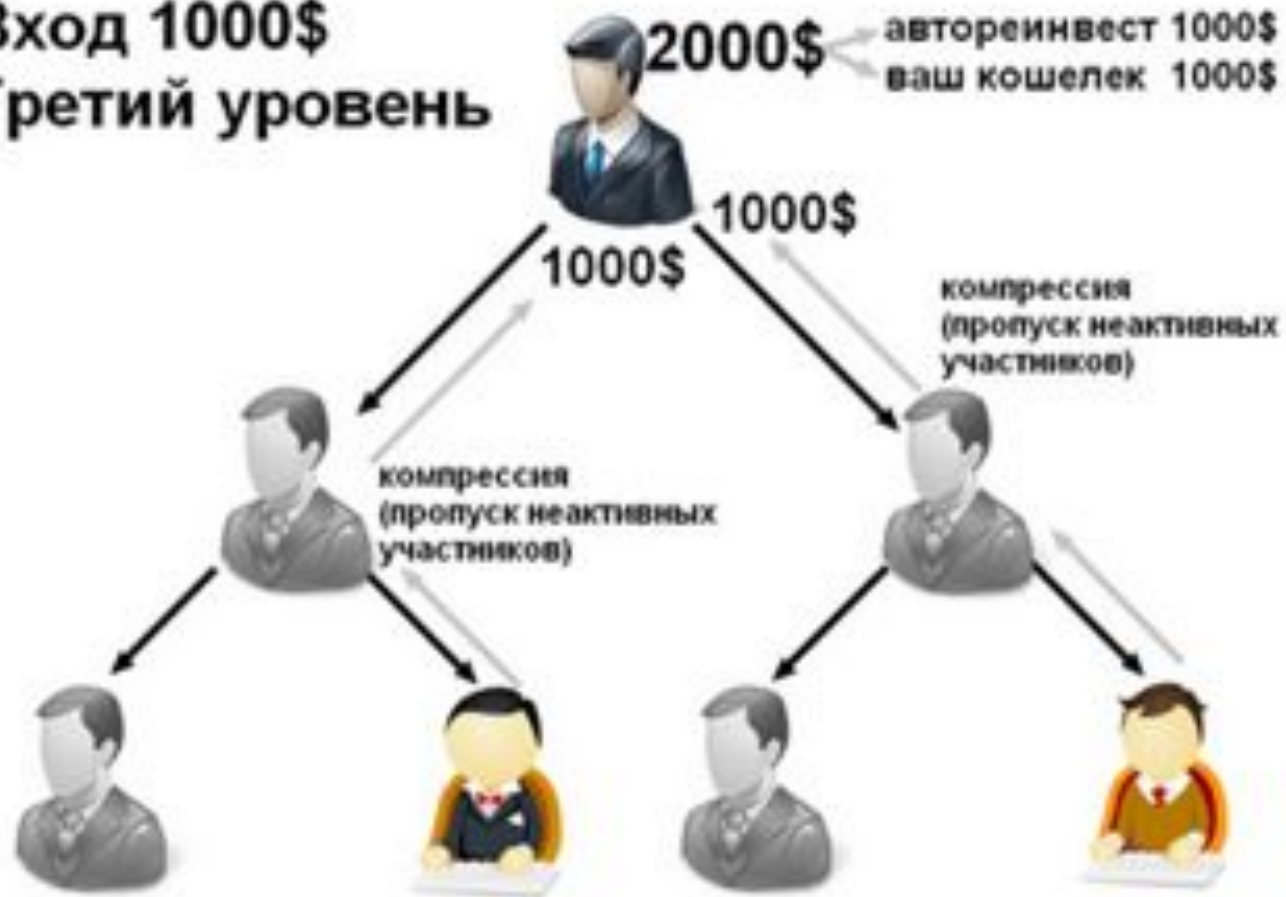 Вход 1000$
Третий уровень
2000$
автореинвест 1000$
ваш кошелек 1000$
1000$
1000$
компрессия
(пропуск неактивных
участников)
компрессия
(пропуск неактивных
участников)